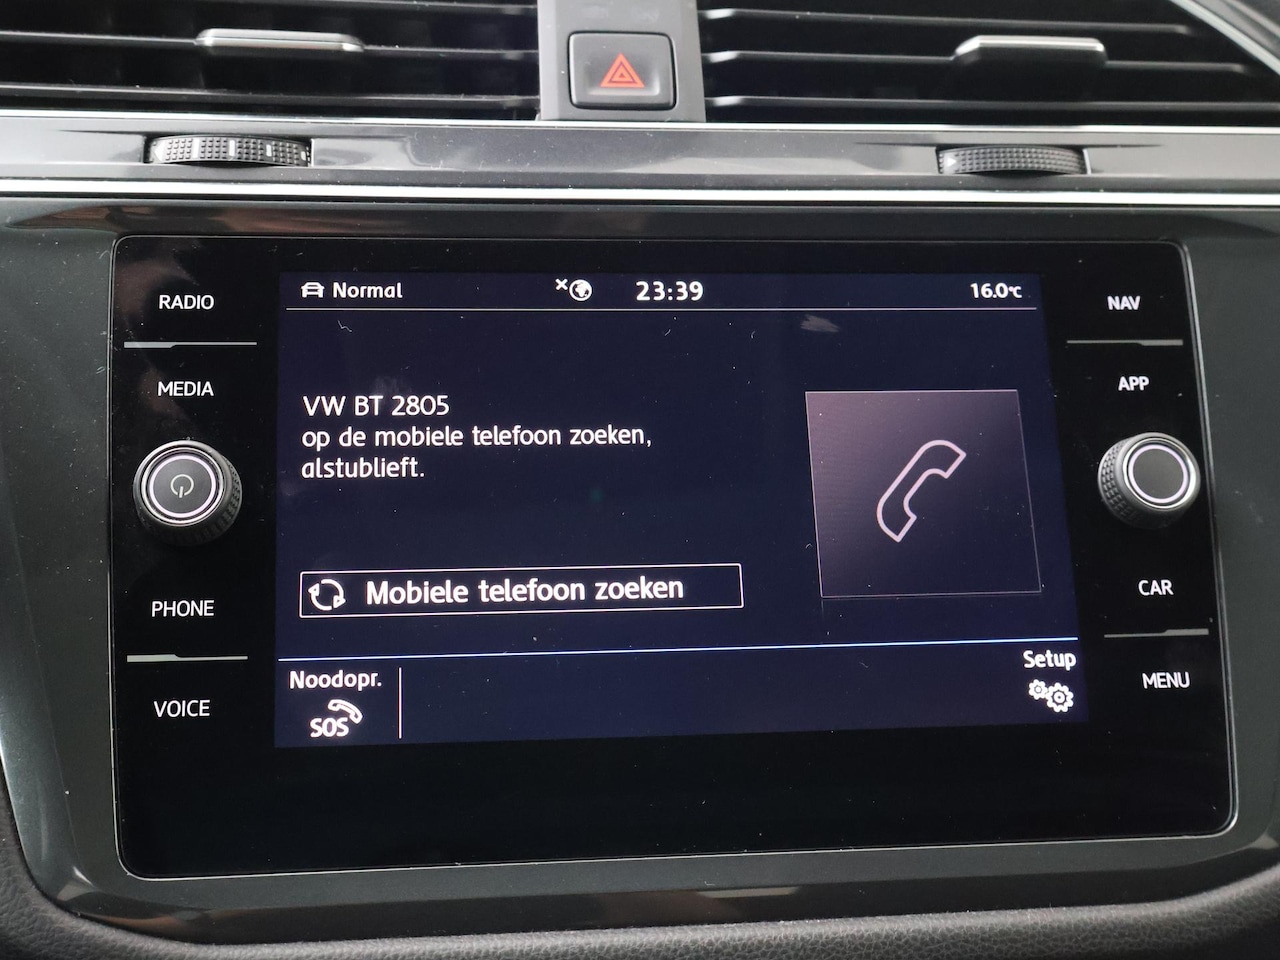 Normal
23:39
16.0°C
RADIO
MEDIA
PHONE
VOICE
VW BT 2805
op de mobiele telefoon zoeken,
alstublieft.
Mobiele telefoon zoeken
Noodopr.
SOS
Setup
NAV
APP
CAR
MENU